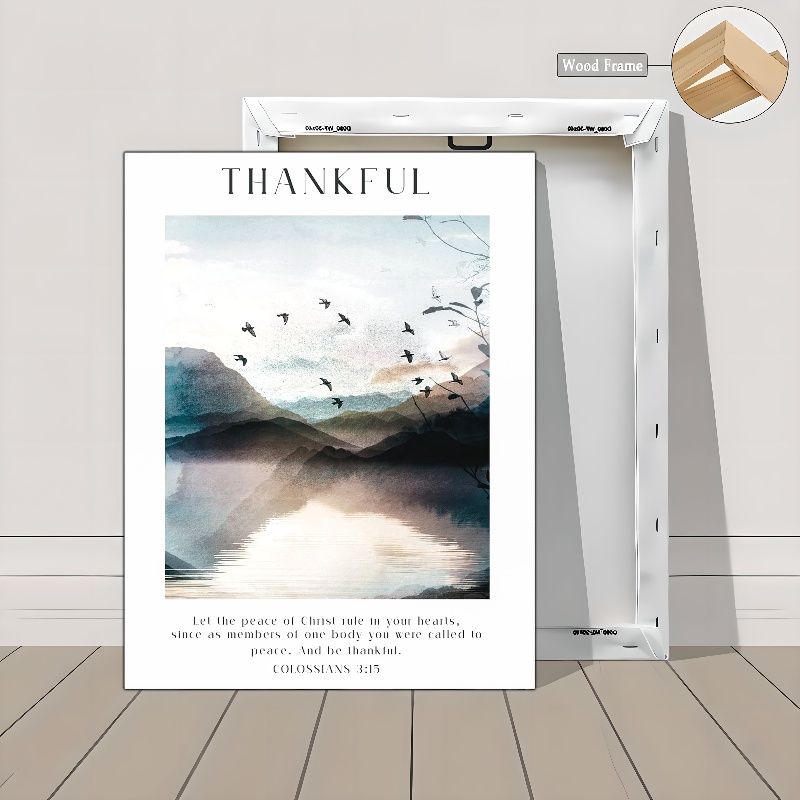 Wood Frame
THANKFUL
Let the peace of Christ rule in your hearts,
since as members of one body you were called to
peace. And be thankful.
COLOSSIANS 3:15